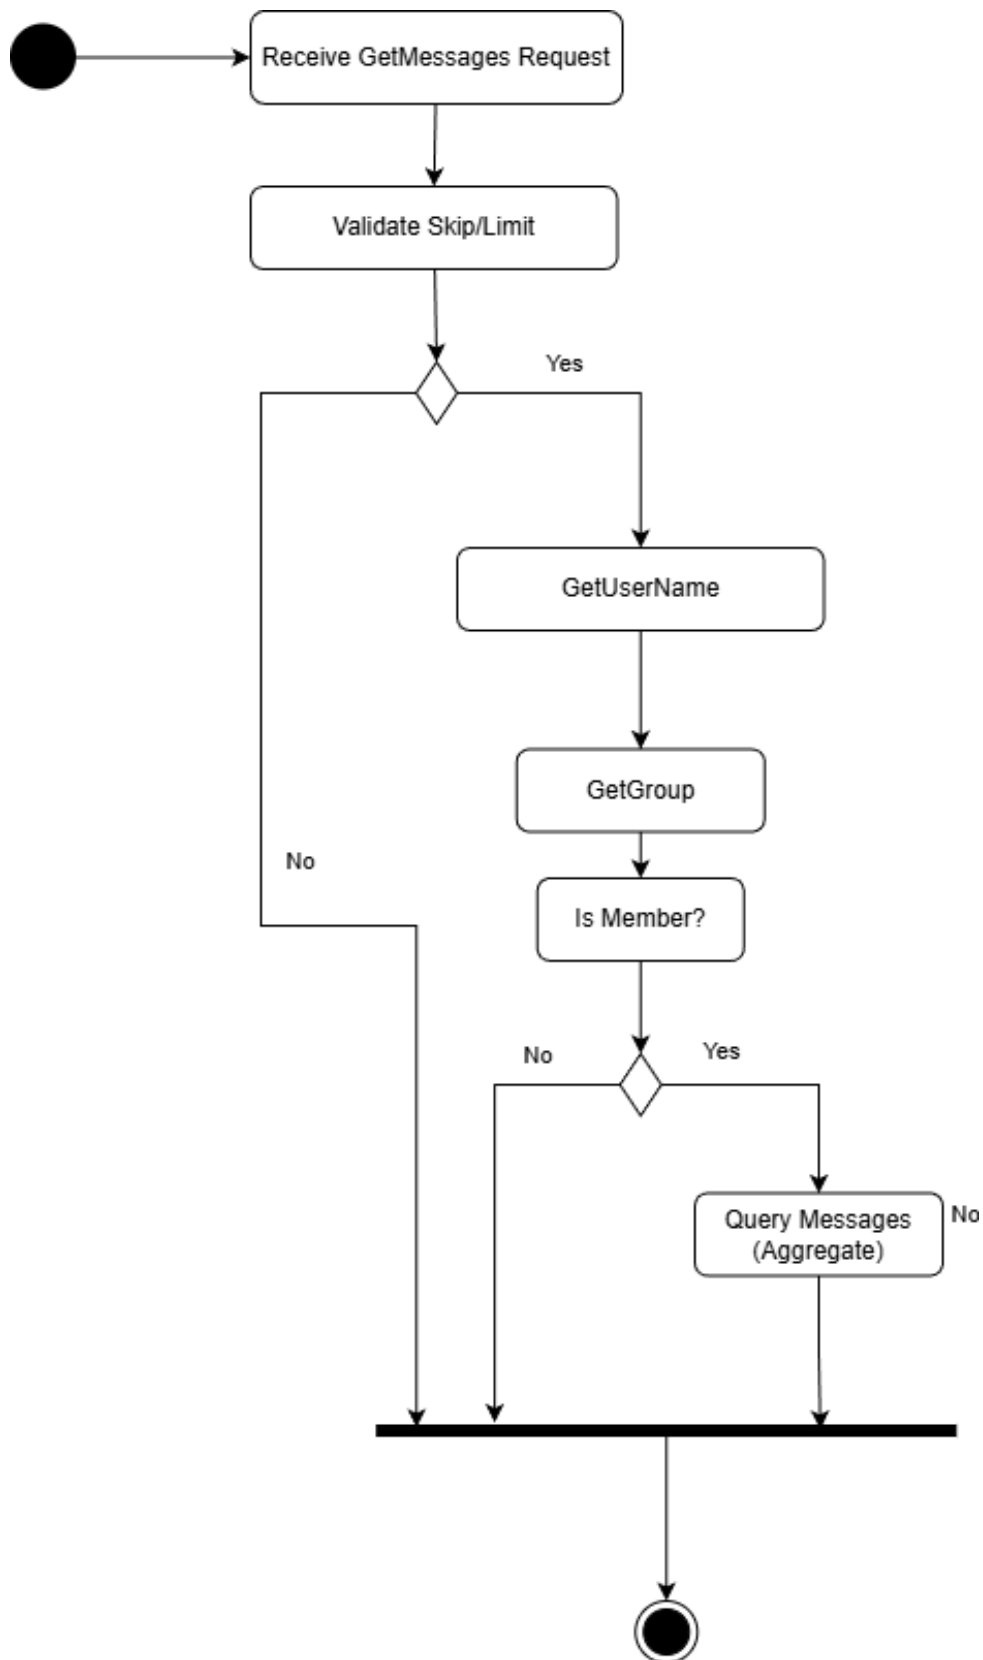 Receive GetMessages Request
Validate Skip/Limit
Yes
GetUserName
GetGroup
No
Is Member?
No
Yes
Query Messages
(Aggregate)
No